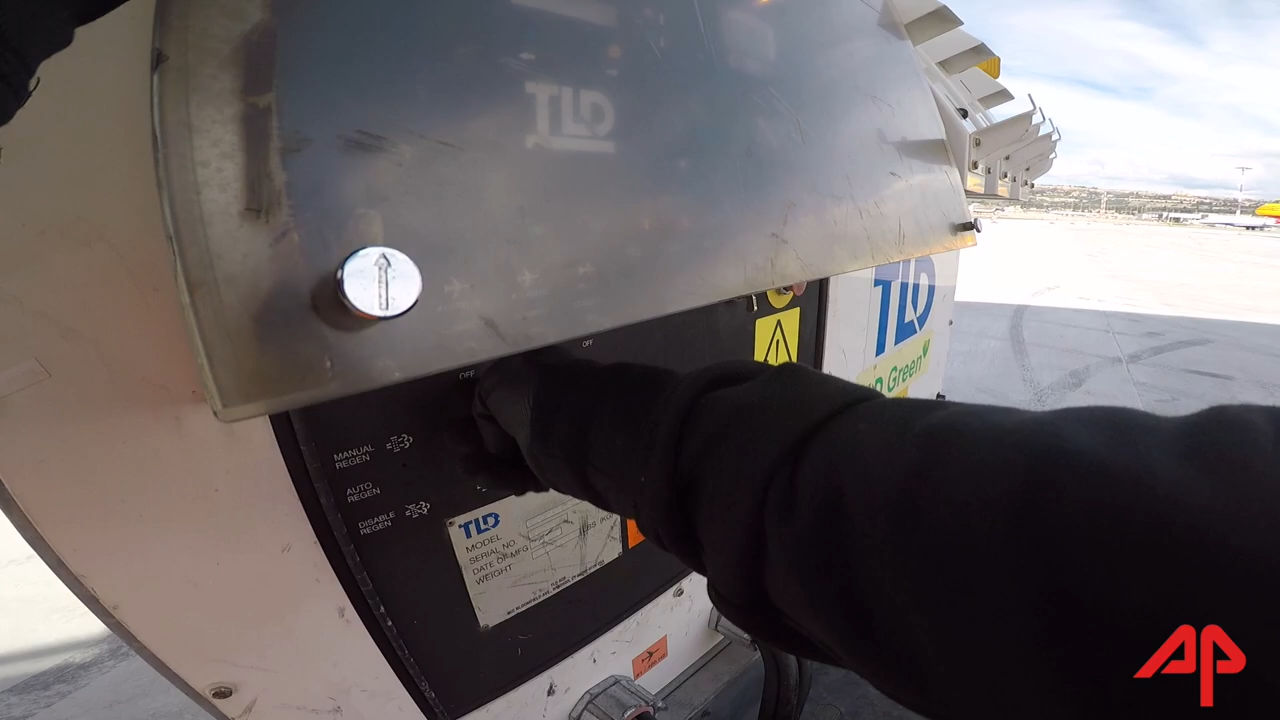 TLD
TLD
Green
OFF
OFF
MANUAL
REGEN
AUTO
REGEN
DISABLE
REGEN
TLD
MODEL
SERIAL NO.
DATE OF MFG
WEIGHT
LBS
AP